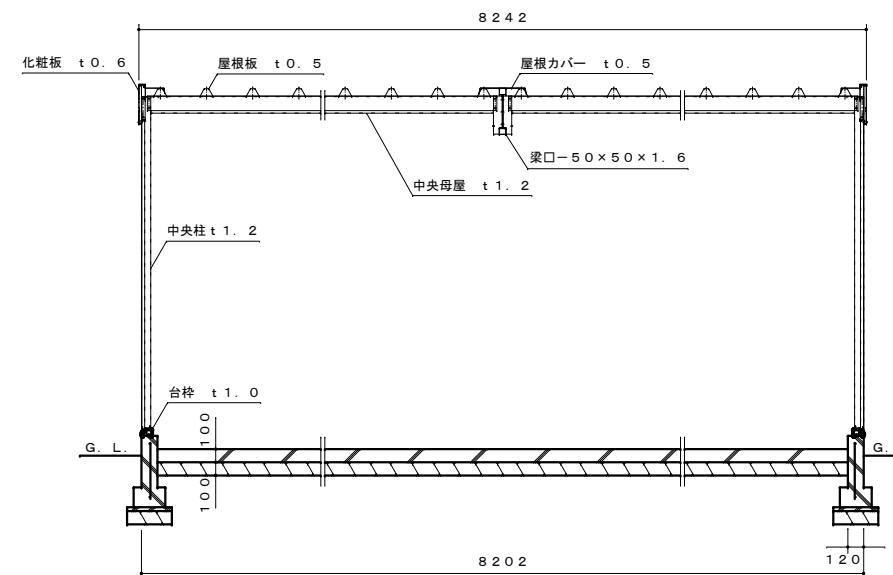 8242
化粧板 t0.6
屋根板 t0.5
屋根カバー t0.5
梁口－50×50×1.6
中央母屋 t1.2
中央柱t1.2
台枠 t1.0
G.L.
100
G.
100
120
8202